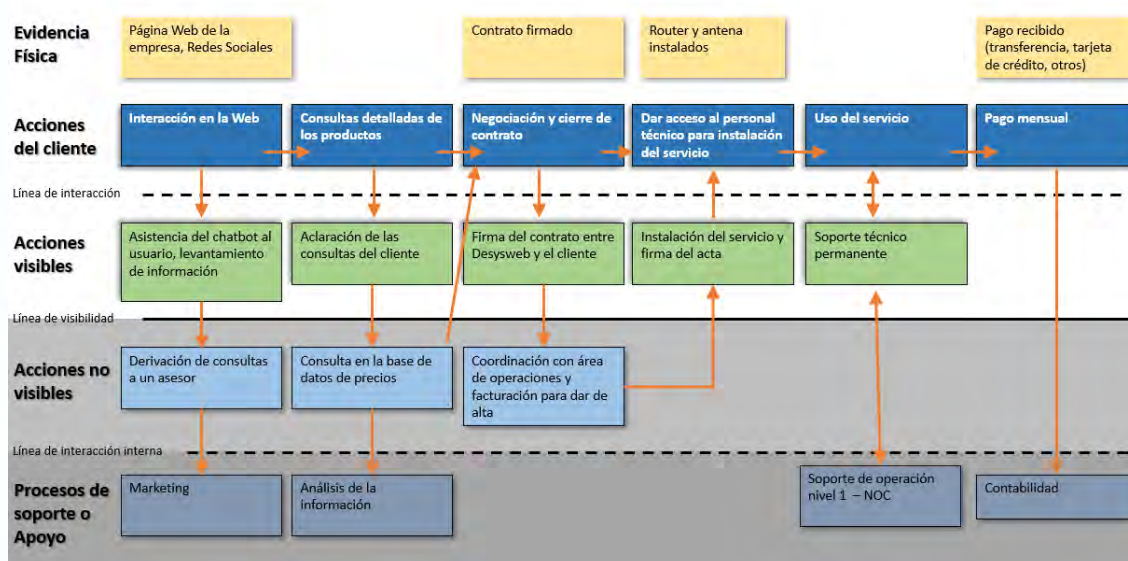 Evidencia
Física
Página Web de la
empresa, Redes Sociales
Contrato firmado
Router y antena
instalados
Pago recibido
(transferencia, tarjeta
de crédito, otros)
Acciones
del cliente
Interacción en la Web
Consultas detalladas de
los productos
Negociación y cierre de
contrato
Dar acceso al personal
técnico para instalación
del servicio
Uso del servicio
Pago mensual
Línea de interacción
Acciones
visibles
Asistencia del chatbot al
usuario, levantamiento
de información
Aclaración de las
consultas del cliente
Firma del contrato entre
Desysweb y el cliente
Instalación del servicio y
firma del acta
Soporte técnico
permanente
Línea de visibilidad
Acciones no
visibles
Derivación de consultas
a un asesor
Consulta en la base de
datos de precios
Coordinación con área
de operaciones y
facturación para dar de
alta
Línea de interacción interna
Procesos de
soporte o
Apoyo
Marketing
Análisis de la
información
Soporte de operación
nivel 1 – NOC
Contabilidad